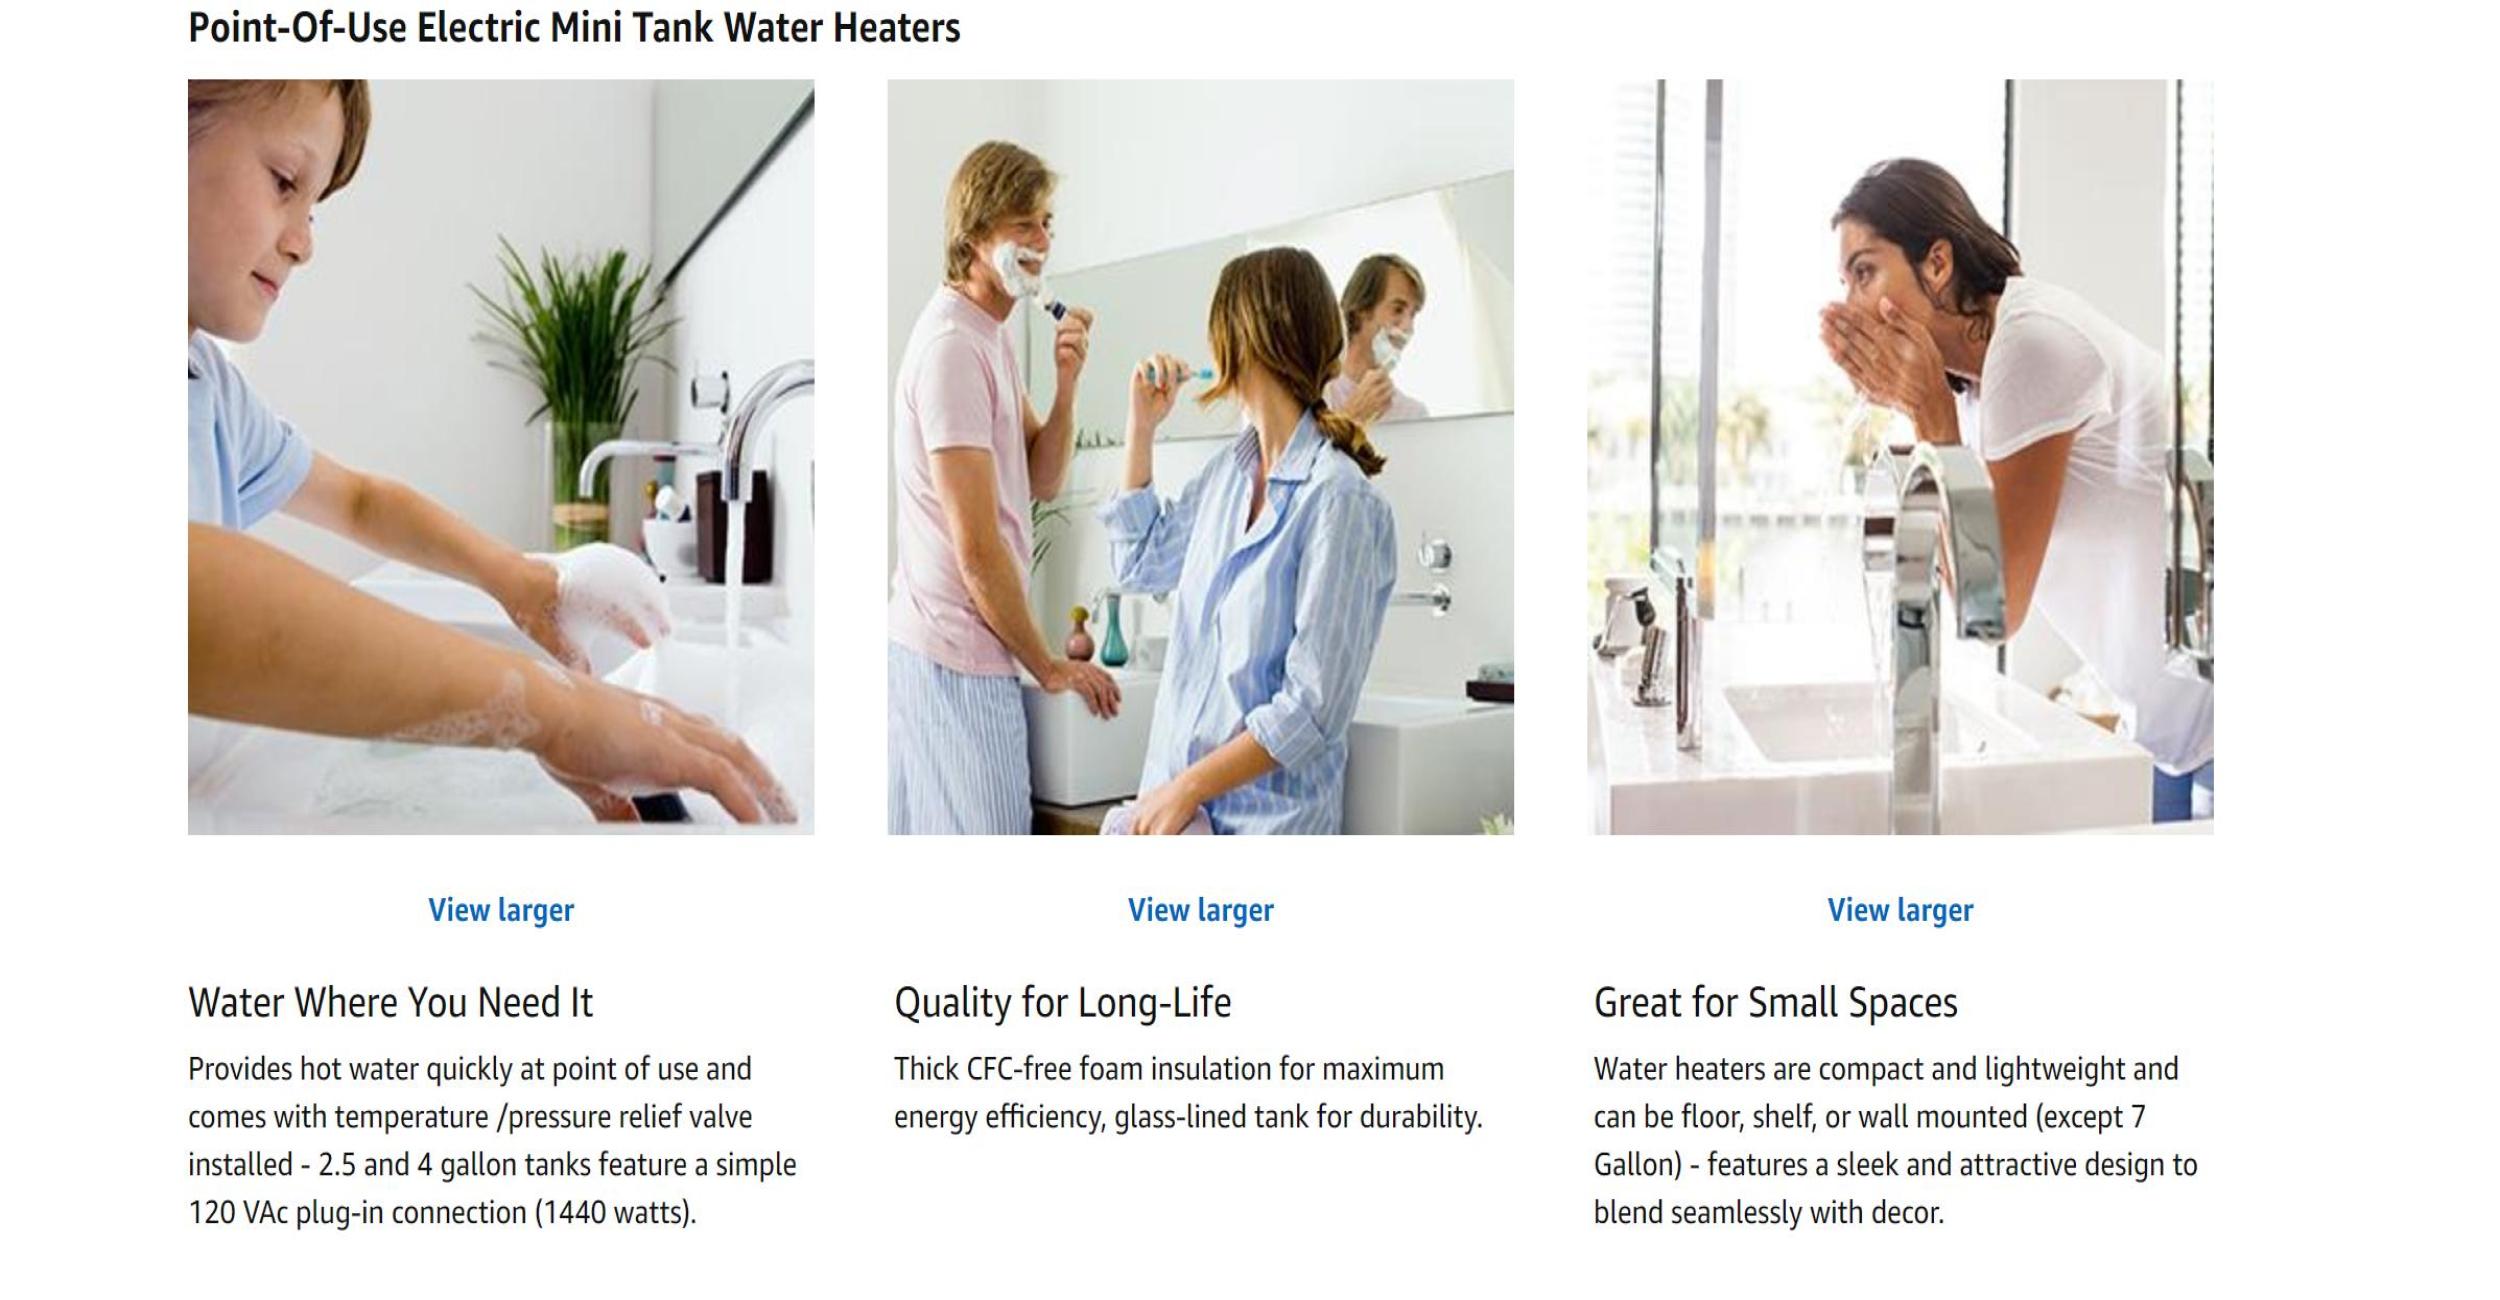 Point-Of-Use Electric Mini Tank Water Heaters
View larger
Water Where You Need It
Provides hot water quickly at point of use and
comes with temperature /pressure relief valve
installed - 2.5 and 4 gallon tanks feature a simple
120 VAc plug-in connection (1440 watts).
View larger
Quality for Long-Life
Thick CFC-free foam insulation for maximum
energy efficiency, glass-lined tank for durability.
View larger
Great for Small Spaces
Water heaters are compact and lightweight and
can be floor, shelf, or wall mounted (except 7
Gallon) - features a sleek and attractive design to
blend seamlessly with decor.